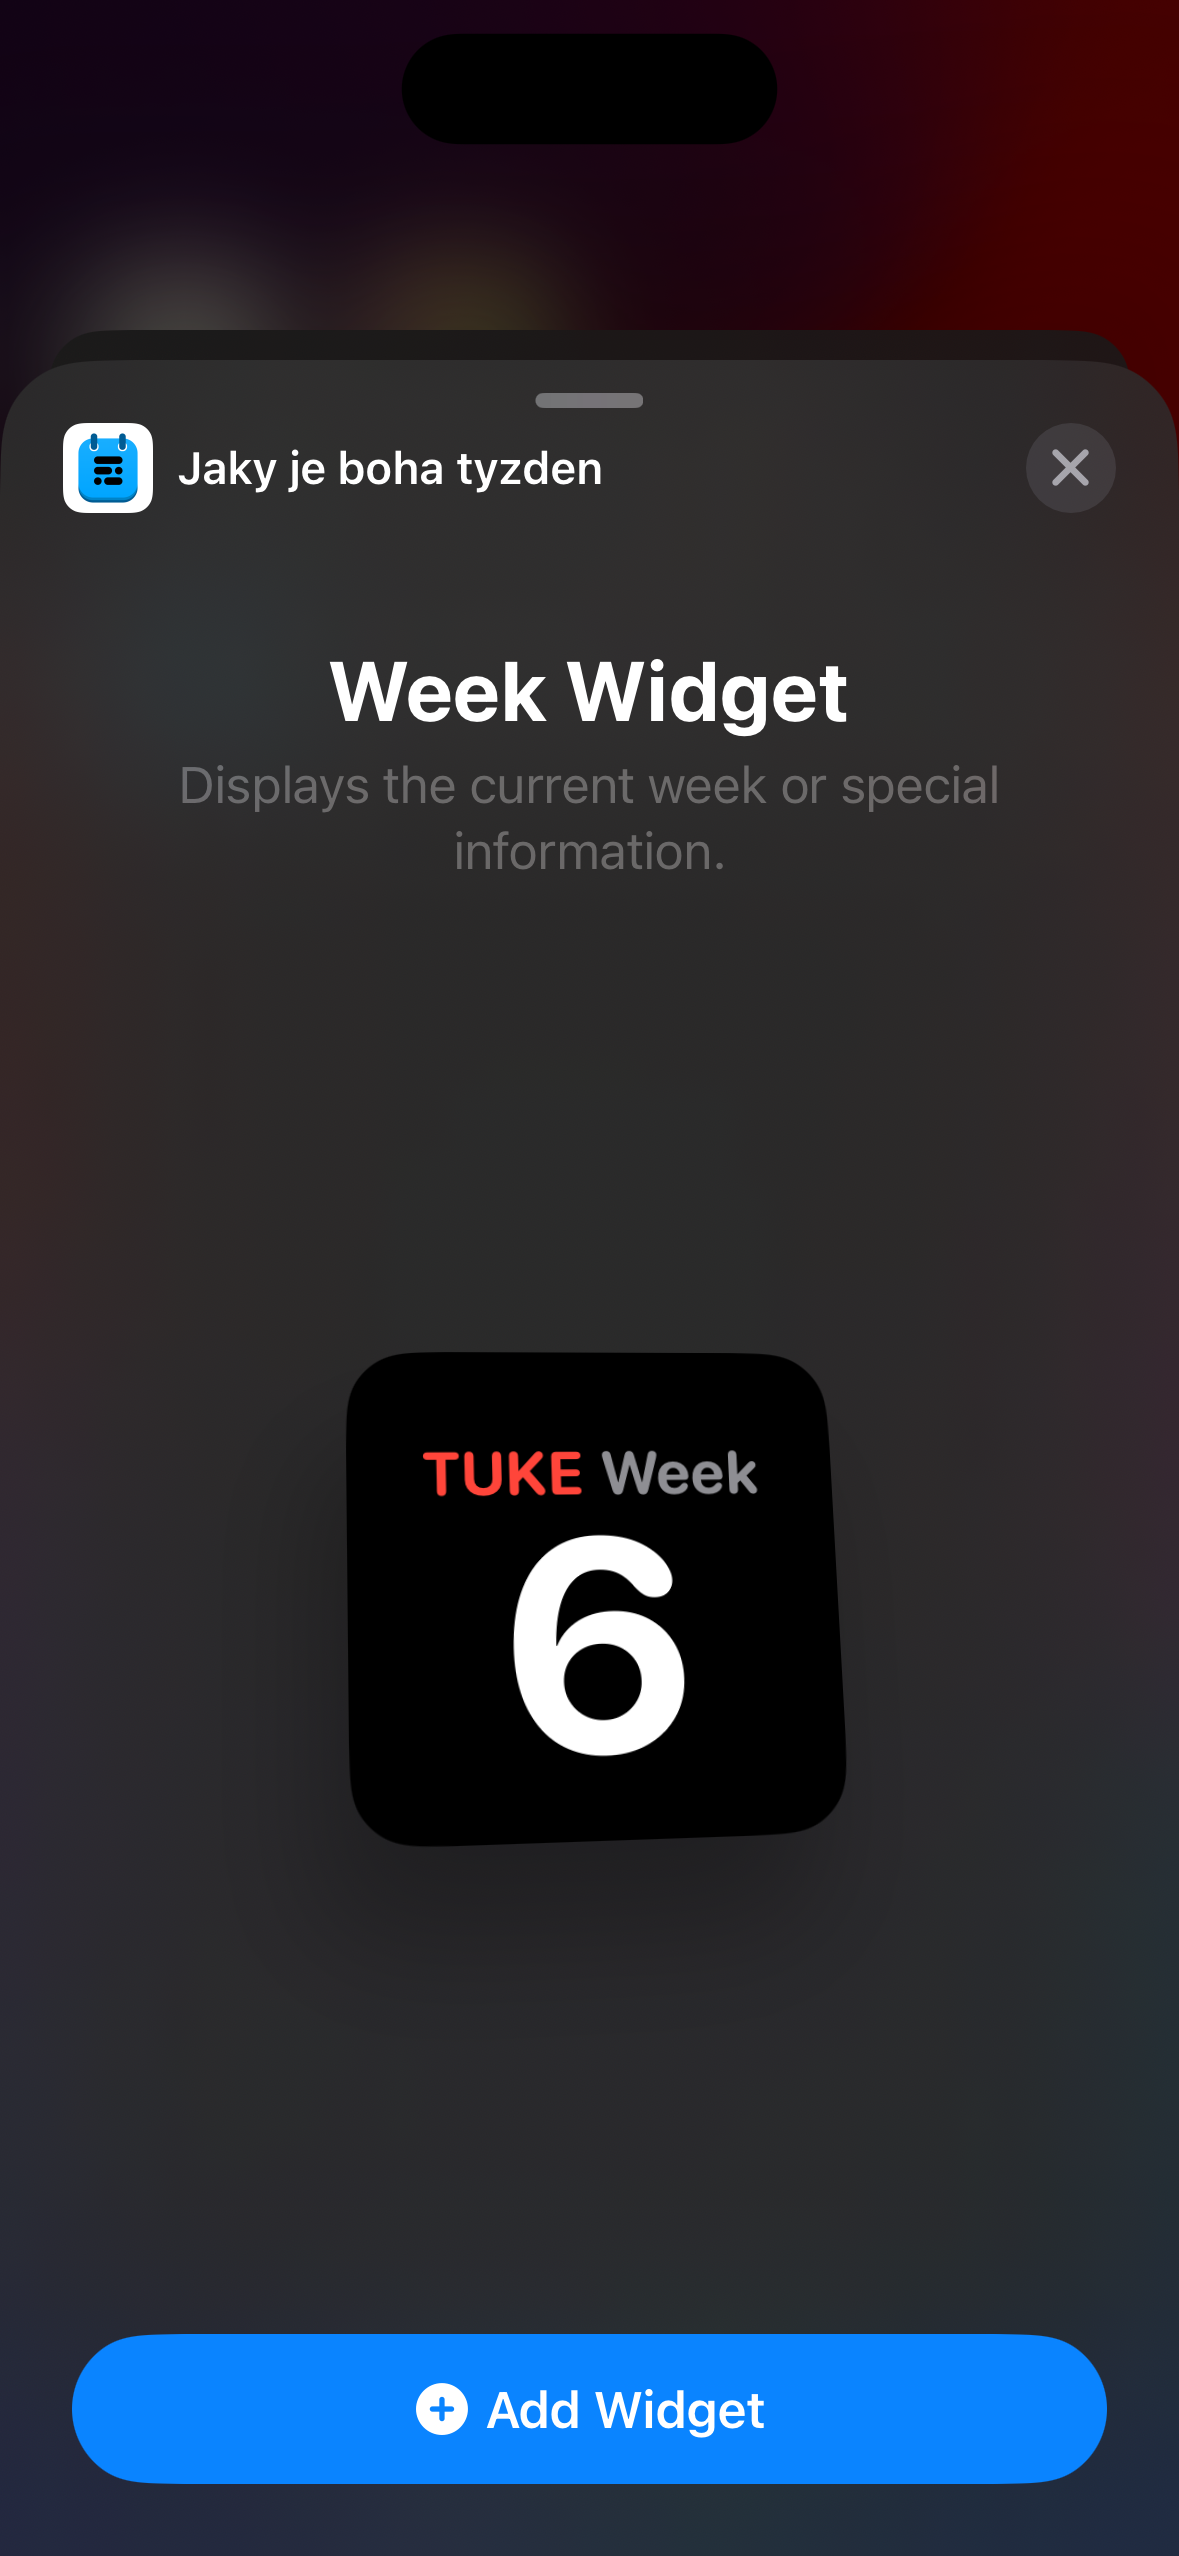 Jaky je boha tyzden
Week Widget
Displays the current week or special
information.
TUKE Week
6
Add Widget